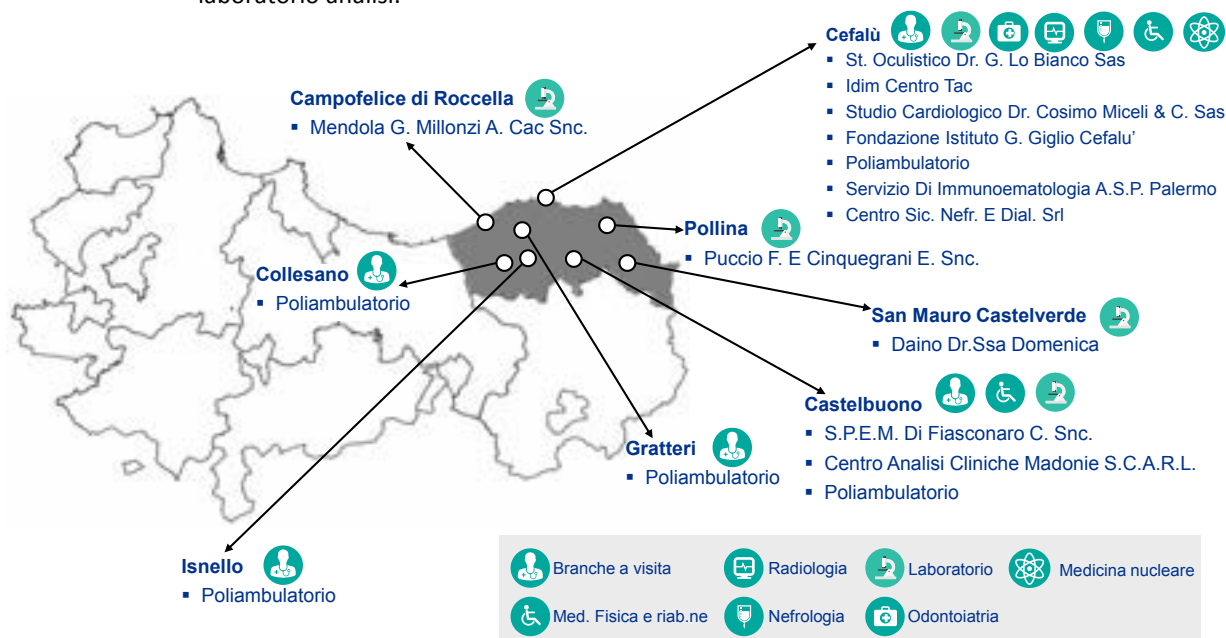 laboratorio analisi.
Cefalù
▪ St. Oculistico Dr. G. Lo Bianco Sas
▪ Idim Centro Tac
▪ Studio Cardiologico Dr. Cosimo Miceli & C. Sas
▪ Fondazione Istituto G. Giglio Cefalu'
▪ Poliambulatorio
▪ Servizio Di Immunoematologia A.S.P. Palermo
▪ Centro Sic. Nefr. E Dial. Srl
Campofelice di Roccella
▪ Mendola G. Millonzi A. Cac Snc.
Pollina
▪ Puccio F. E Cinquegrani E. Snc.
Collesano
▪ Poliambulatorio
San Mauro Castelverde
▪ Daino Dr.Ssa Domenica
Castelbuono
▪ S.P.E.M. Di Fiasconaro C. Snc.
▪ Centro Analisi Cliniche Madonie S.C.A.R.L.
▪ Poliambulatorio
Gratteri
▪ Poliambulatorio
Isnello
▪ Poliambulatorio
Branche a visita
Radiologia
Laboratorio
Medicina nucleare
Med. Fisica e riab.ne
Nefrologia
Odontoiatria